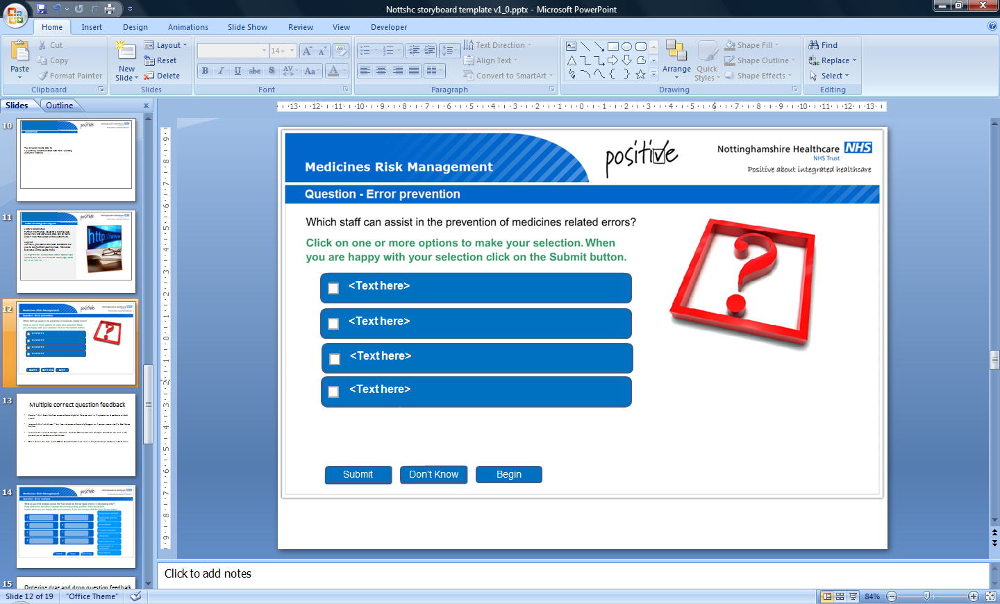 Nottshc storyboard template v1_0.pptx - Microsoft PowerPoint
Home Insert Design Animations Slide Show Review View Developer
Paste
Cut
Copy
Format Painter
Clipboard
New Slide
Layout
Reset
Delete
Slides
14+
B I U abc S AV Aa A
Font
Paragraph
Text Direction
Align Text
Convert to SmartArt
Arrange
Quick Styles
Shape Fill
Shape Outline
Shape Effects
Drawing
Find
Replace
Select
Editing
Slides Outline
10
11
12
13
Multiple correct question feedback
14
15
Ordering drag and drop question feedback
positive
Nottinghamshire Healthcare NHS
NHS Trust
Positive about integrated healthcare
Medicines Risk Management
Question - Error prevention
Which staff can assist in the prevention of medicines related errors?
Click on one or more options to make your selection. When
you are happy with your selection click on the Submit button.
<Text here>
<Text here>
<Text here>
<Text here>
Submit Don't Know Begin
Click to add notes
Slide 12 of 19 "Office Theme" 84%